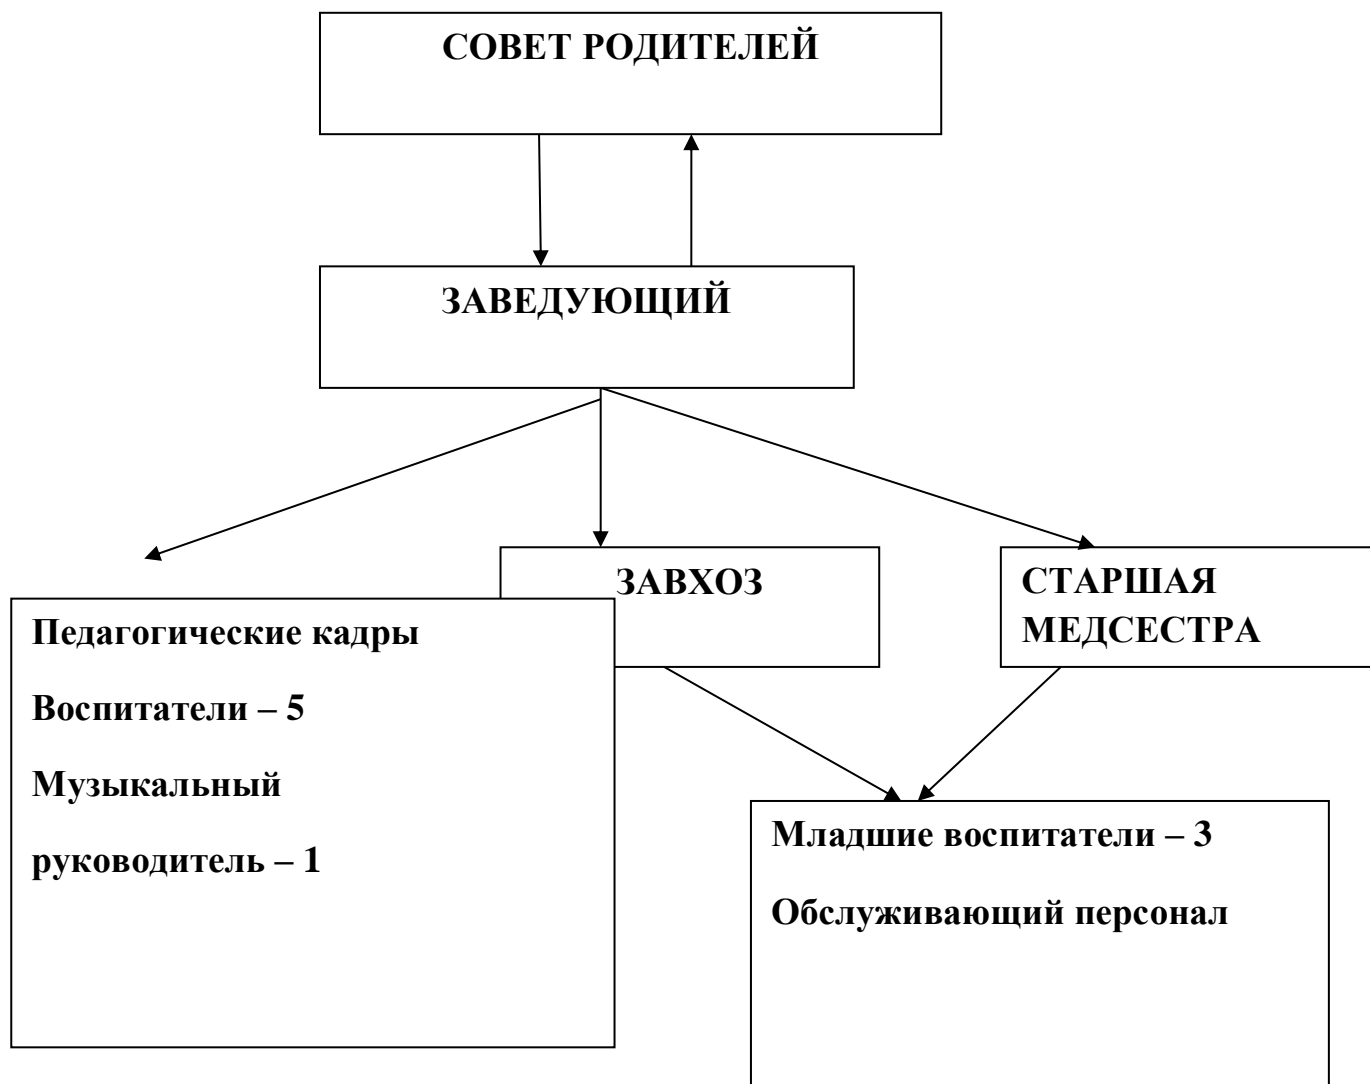 СОВЕТ РОДИТЕЛЕЙ
ЗАВЕДУЮЩИЙ
ЗАВХОЗ
СТАРШАЯ
МЕДСЕСТРА
Педагогические кадры
Воспитатели – 5
Музыкальный
руководитель – 1
Младшие воспитатели – 3
Обслуживающий персонал